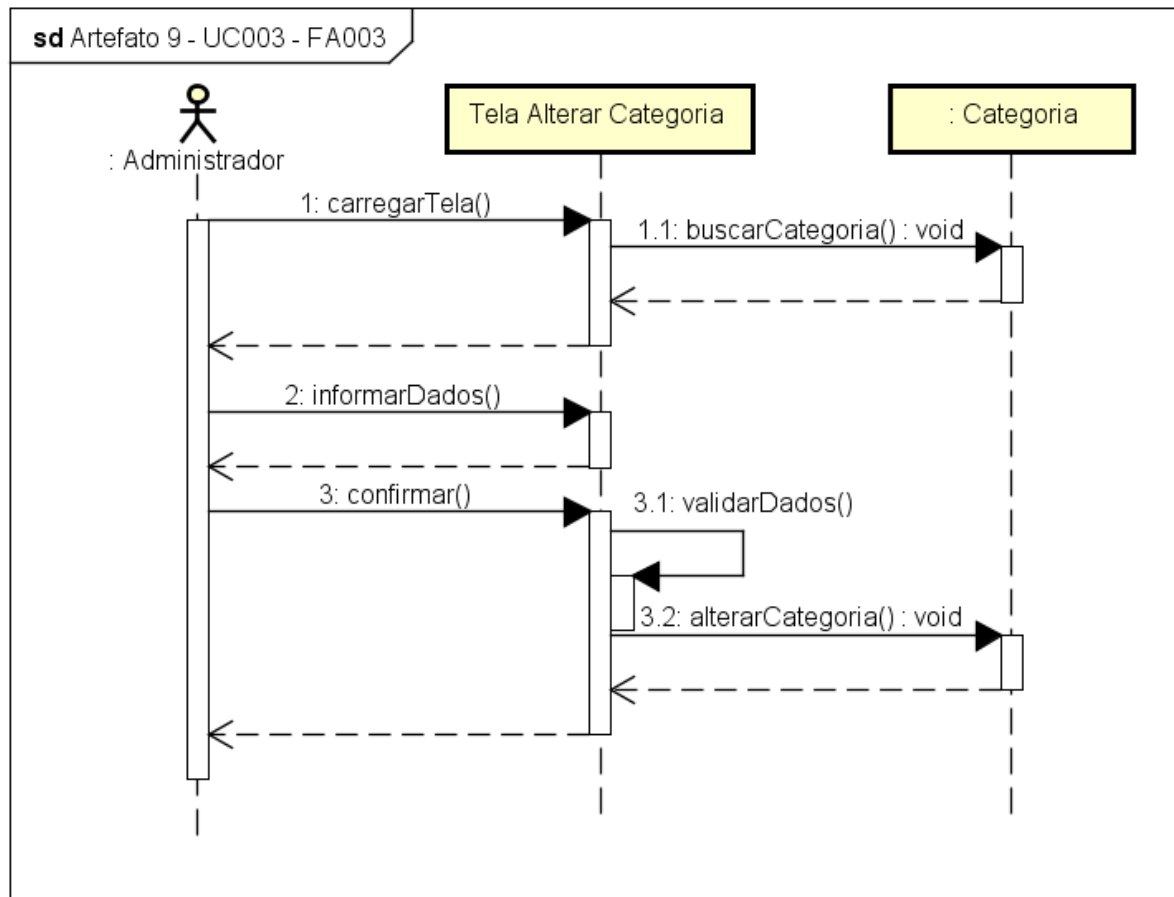 sd Artefato 9 - UC003 - FA003
: Administrador
Tela Alterar Categoria
: Categoria
1: carregarTela()
1.1: buscarCategoria() : void
2: informarDados()
3: confirmar()
3.1: validarDados()
3.2: alterarCategoria() : void